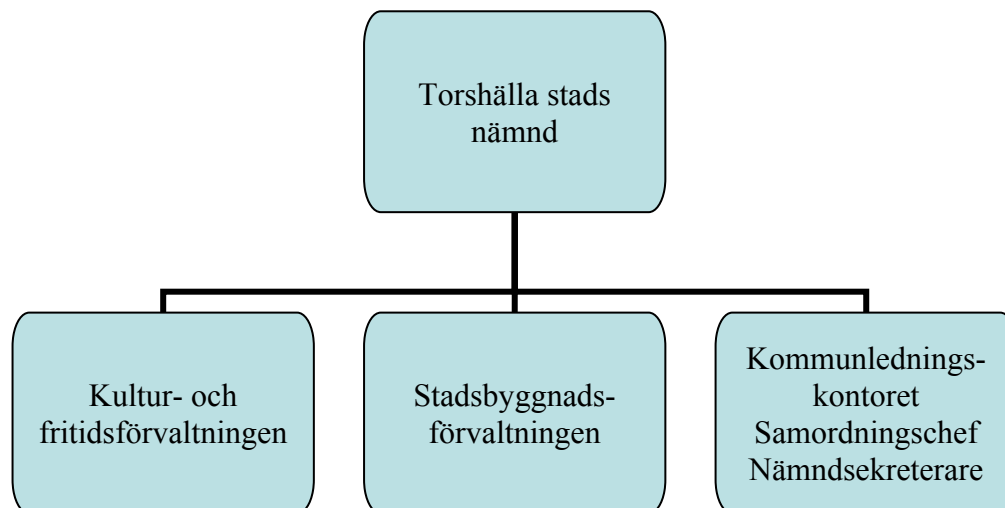 Torshälla stads
nämnd
Kultur- och
fritidsförvaltningen
Stadsbyggnads-
förvaltningen
Kommunlednings-
kontoret
Samordningschef
Nämndsekreterare